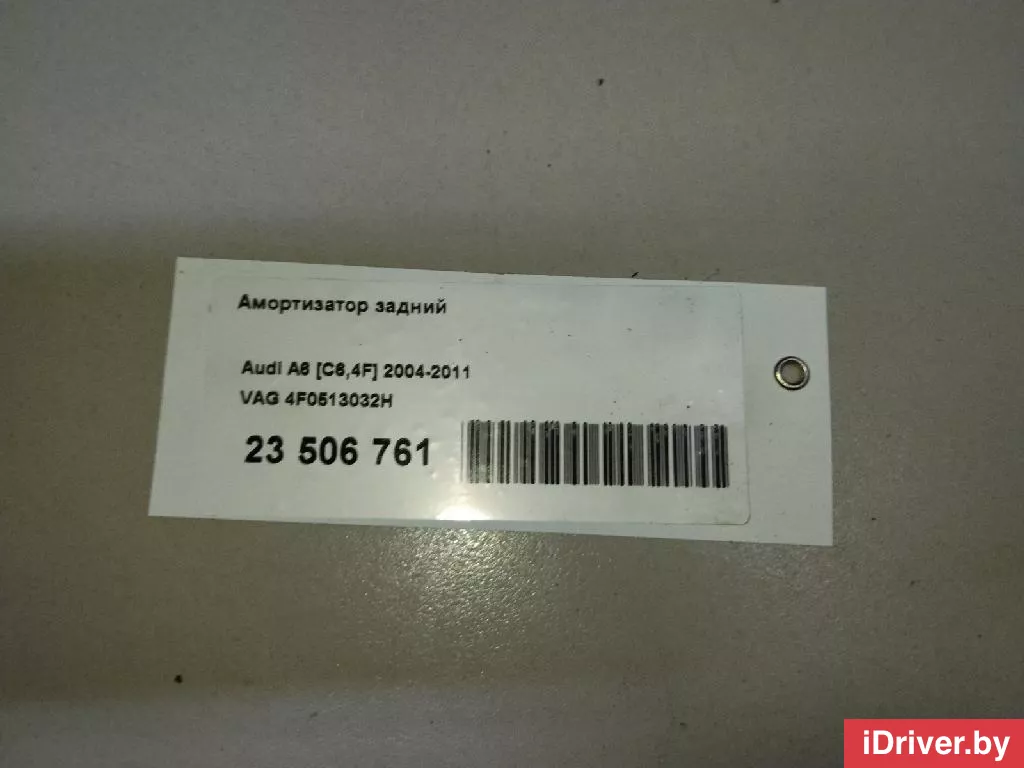 Амортизатор задний
Audi A6 [C6,4F] 2004-2011
VAG 4F0513032H
23 506 761
iDriver.by